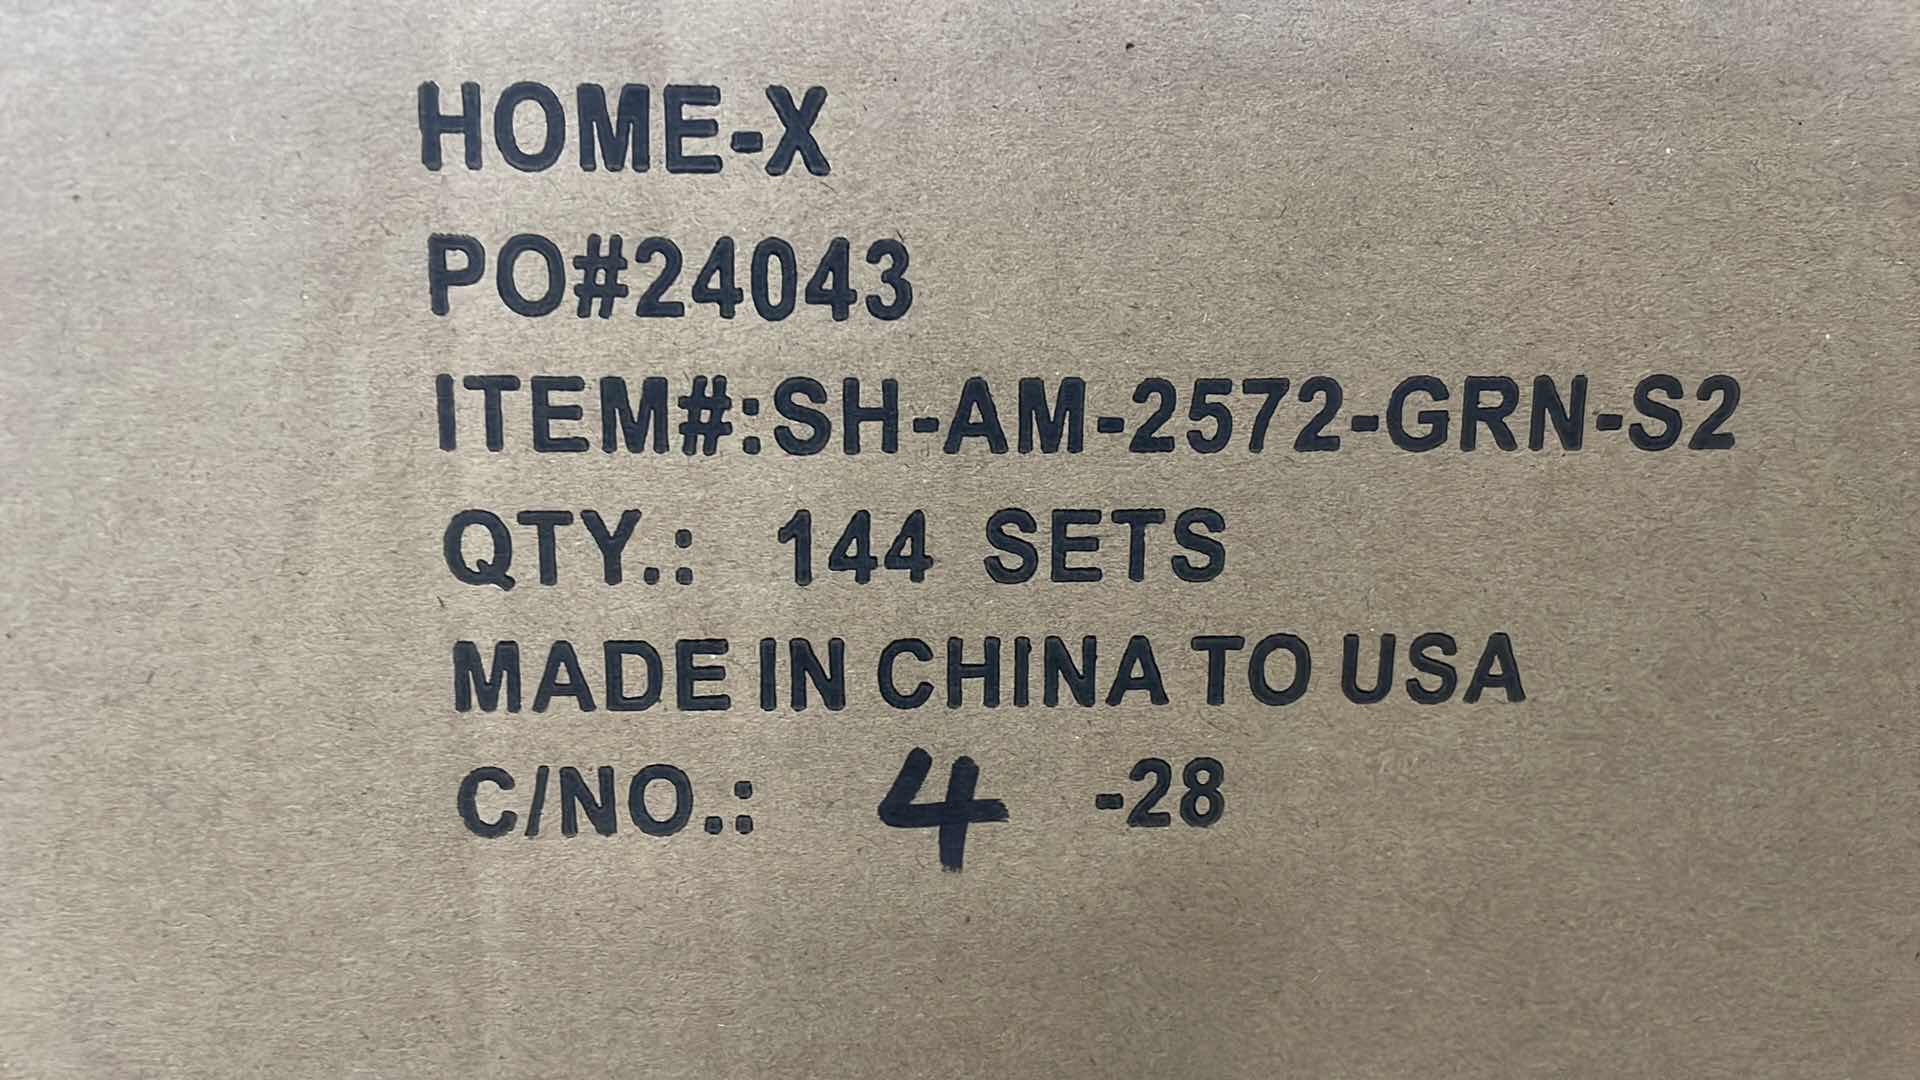 HOME-X
PO#24043
ITEM#:SH-AM-2572-GRN-S2
QTY.: 144 SETS
MADE IN CHINA TO USA
C/NO.: 4 -28